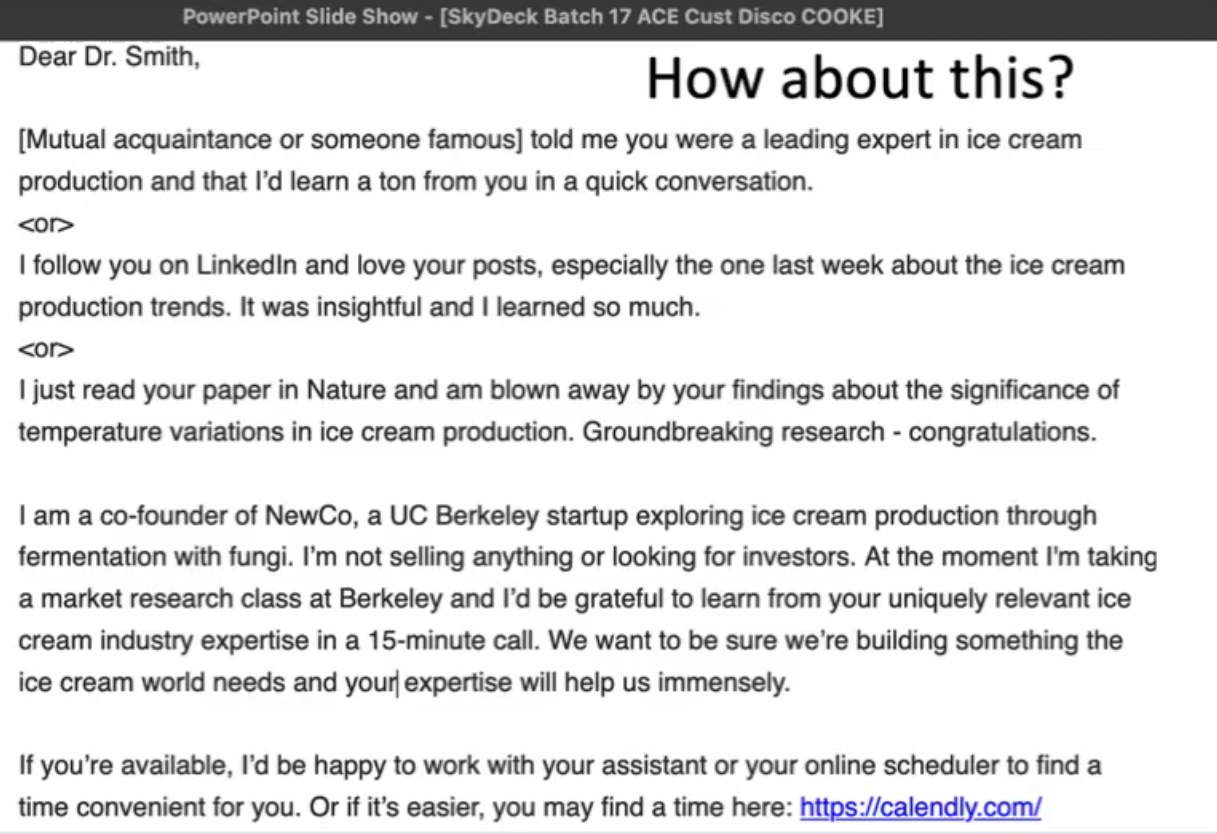 PowerPoint Slide Show - [SkyDeck Batch 17 ACE Cust Disco COOKE]
Dear Dr. Smith,
How about this?
[Mutual acquaintance or someone famous] told me you were a leading expert in ice cream
production and that I'd learn a ton from you in a quick conversation.
<or>
I follow you on LinkedIn and love your posts, especially the one last week about the ice cream
production trends. It was insightful and I learned so much.
<or>
I just read your paper in Nature and am blown away by your findings about the significance of
temperature variations in ice cream production. Groundbreaking research - congratulations.
I am a co-founder of NewCo, a UC Berkeley startup exploring ice cream production through
fermentation with fungi. I'm not selling anything or looking for investors. At the moment I'm taking
a market research class at Berkeley and I'd be grateful to learn from your uniquely relevant ice
cream industry expertise in a 15-minute call. We want to be sure we're building something the
ice cream world needs and your expertise will help us immensely.
If you're available, I'd be happy to work with your assistant or your online scheduler to find a
time convenient for you. Or if it's easier, you may find a time here: https://calendly.com/